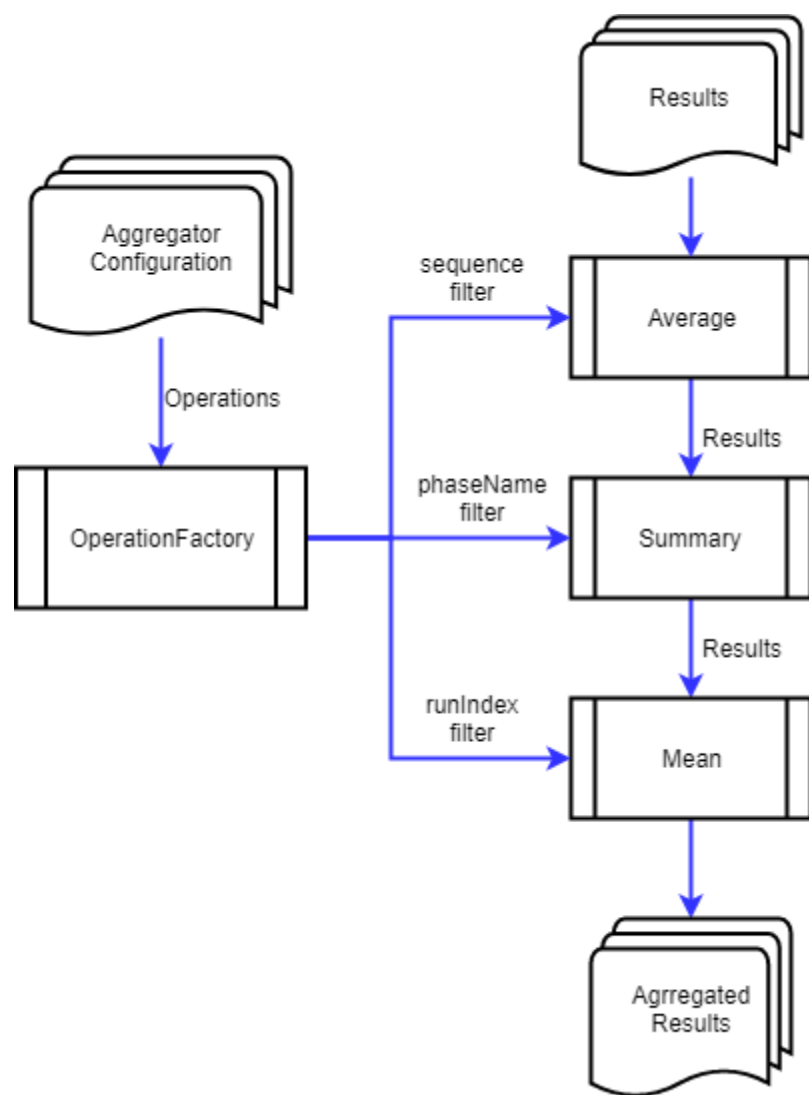 Results
Aggregator
Configuration
sequence
filter
Average
Operations
Results
phaseName
filter
OperationFactory
Summary
Results
runIndex
filter
Mean
Agrregated
Results